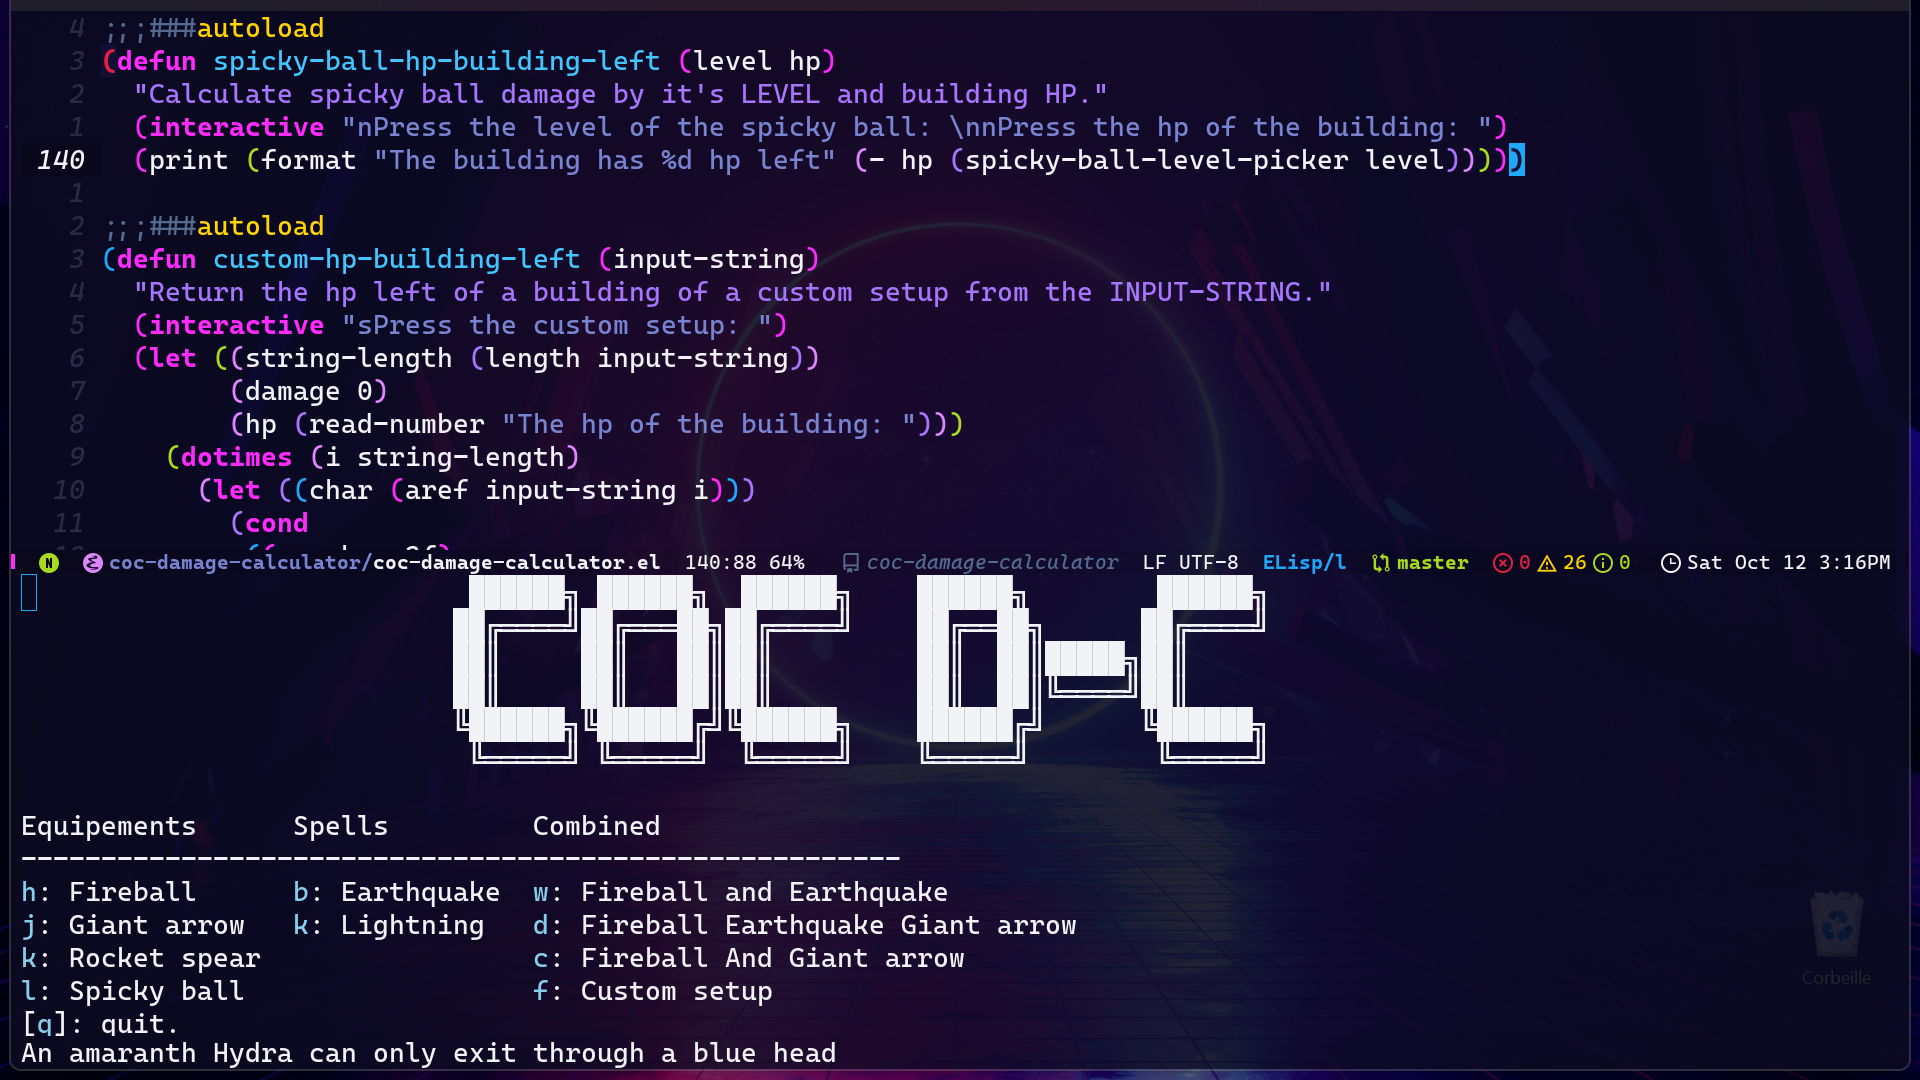 4 ;;;###autoload
3 (defun spicky-ball-hp-building-left (level hp)
2 "Calculate spicky ball damage by it's LEVEL and building HP."
1 (interactive "nPress the level of the spicky ball: \nnPress the hp of the building: ")
140 (print (format "The building has %d hp left" (- hp (spicky-ball-level-picker level)))))
1
2 ;;;###autoload
3 (defun custom-hp-building-left (input-string)
4 "Return the hp left of a building of a custom setup from the INPUT-STRING."
5 (interactive "sPress the custom setup: ")
6 (let ((string-length (length input-string))
7 (damage 0)
8 (hp (read-number "The hp of the building: ")))
9 (dotimes (i string-length)
10 (let ((char (aref input-string i)))
11 (cond
N coc-damage-calculator/coc-damage-calculator.el 140:88 64% coc-damage-calculator LF UTF-8 ELisp/l master 0 26 0 Sat Oct 12 3:16PM
COC D-C
Equipements Spells Combined
-------------------------------------------------------
h: Fireball b: Earthquake w: Fireball and Earthquake
j: Giant arrow k: Lightning d: Fireball Earthquake Giant arrow
k: Rocket spear c: Fireball And Giant arrow
l: Spicky ball f: Custom setup
[q]: quit.
An amaranth Hydra can only exit through a blue head
Corbeille